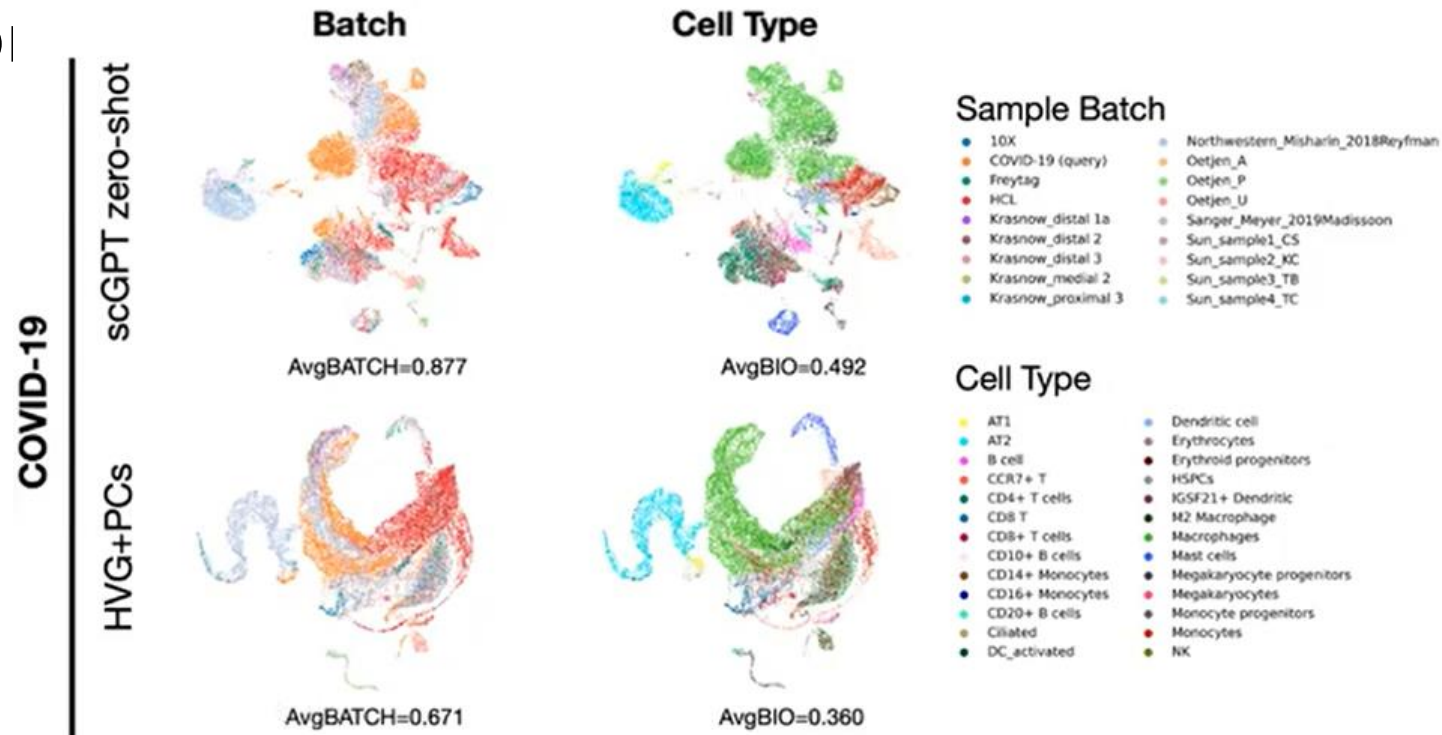 Batch
Cell Type
COVID-19
scGPT zero-shot
AvgBATCH=0.877
AvgBIO=0.492
HVG+PCs
AvgBATCH=0.671
AvgBIO=0.360
Sample Batch
10X
COVID-19 (query)
Freytag
HCL
Krasnow_distal 1a
Krasnow_distal 2
Krasnow_distal 3
Krasnow_medial 2
Krasnow_proximal 3
Northwestern_Misharin_2018Reyfman
Oetjen_A
Oetjen_P
Oetjen_U
Sanger_Meyer_2019Madissoon
Sun_sample1_CS
Sun_sample2_KC
Sun_sample3_TB
Sun_sample4_TC
Cell Type
AT1
AT2
B cell
CCR7+ T
CD4+ T cells
CD8 T
CD8+ T cells
CD10+ B cells
CD14+ Monocytes
CD16+ Monocytes
CD20+ B cells
Ciliated
DC_activated
Dendritic cell
Erythrocytes
Erythroid progenitors
HSPCs
IGSF21+ Dendritic
M2 Macrophage
Macrophages
Mast cells
Megakaryocyte progenitors
Megakaryocytes
Monocyte progenitors
Monocytes
NK